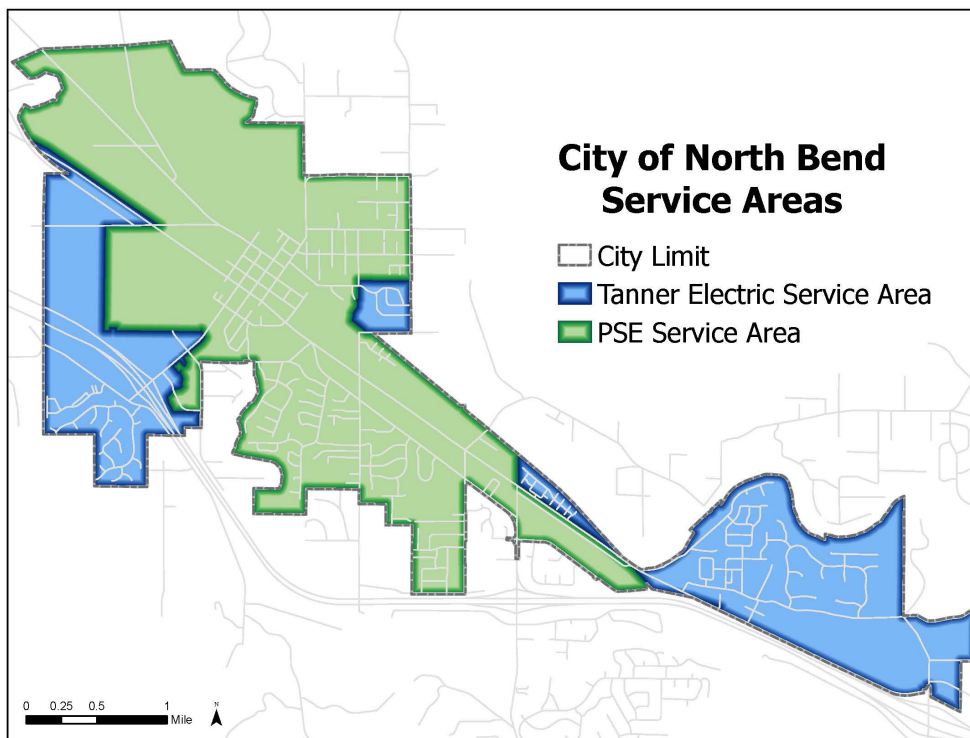 City of North Bend
Service Areas
City Limit
Tanner Electric Service Area
PSE Service Area
0 0.25 0.5 1
Mile
N